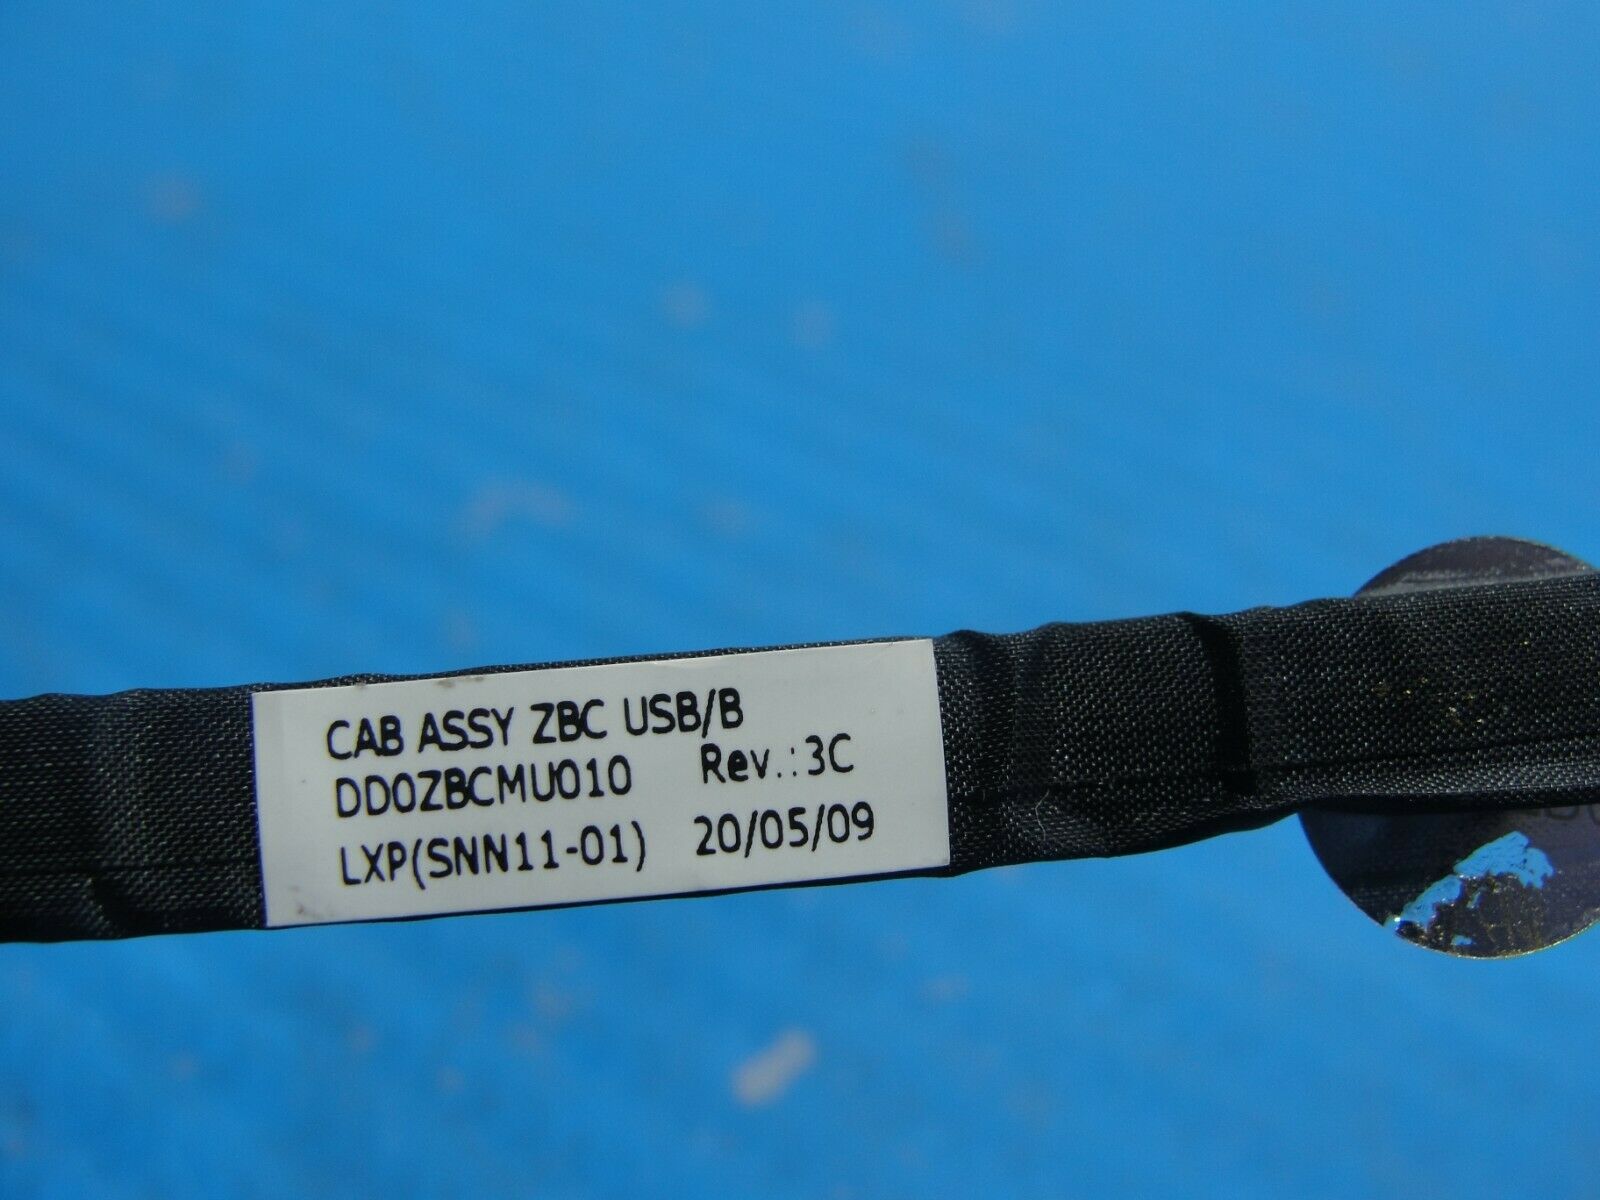 CAB ASSY ZBC USB/B
DD0ZBCMU010 Rev.:3C
LXP(SNN11-01) 20/05/09